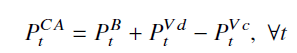 P_t^{CA} = P_t^{B} + P_t^{Vd} − P_t^{Vc}, ∀t